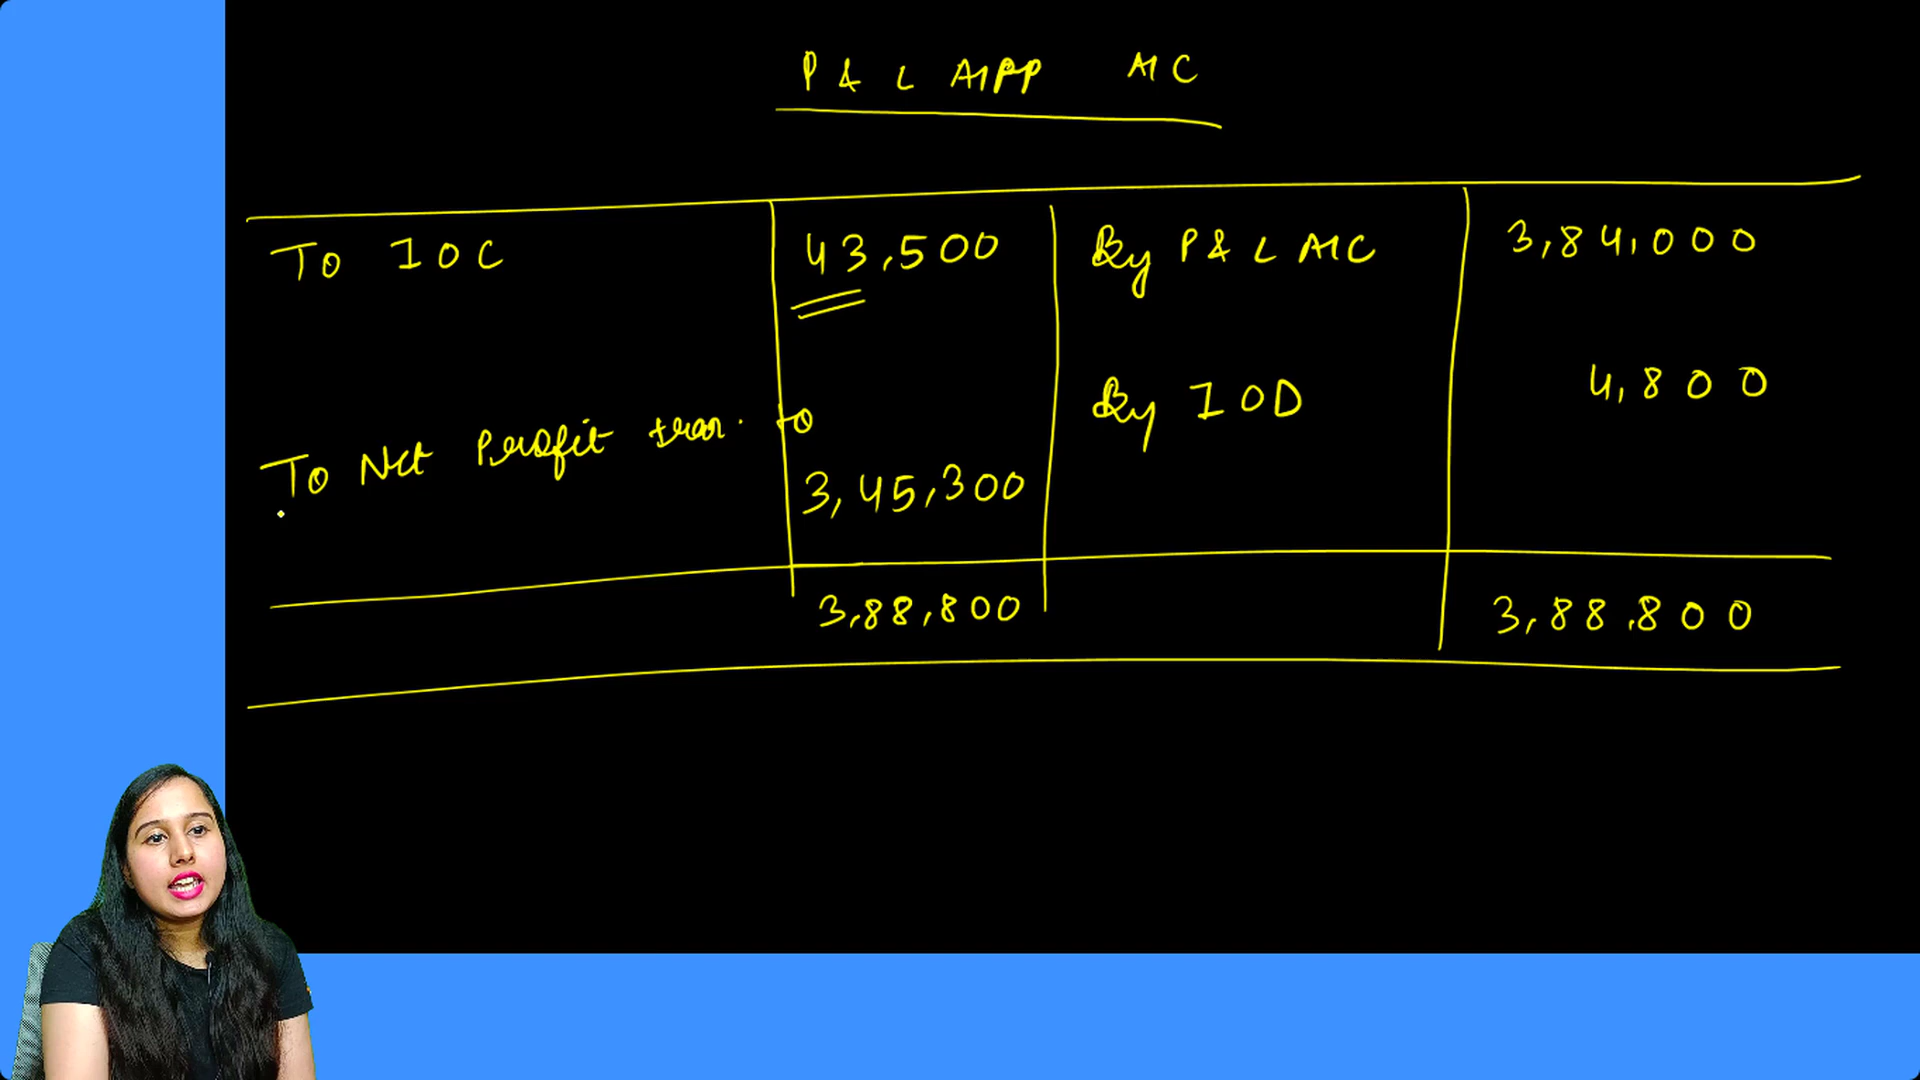 P & L APP A/C
To IOC 43,500 By P & L A/C 3,84,000
By IOD 4,800
To Net Profit tran. to
3,45,300
3,88,800 3,88,800